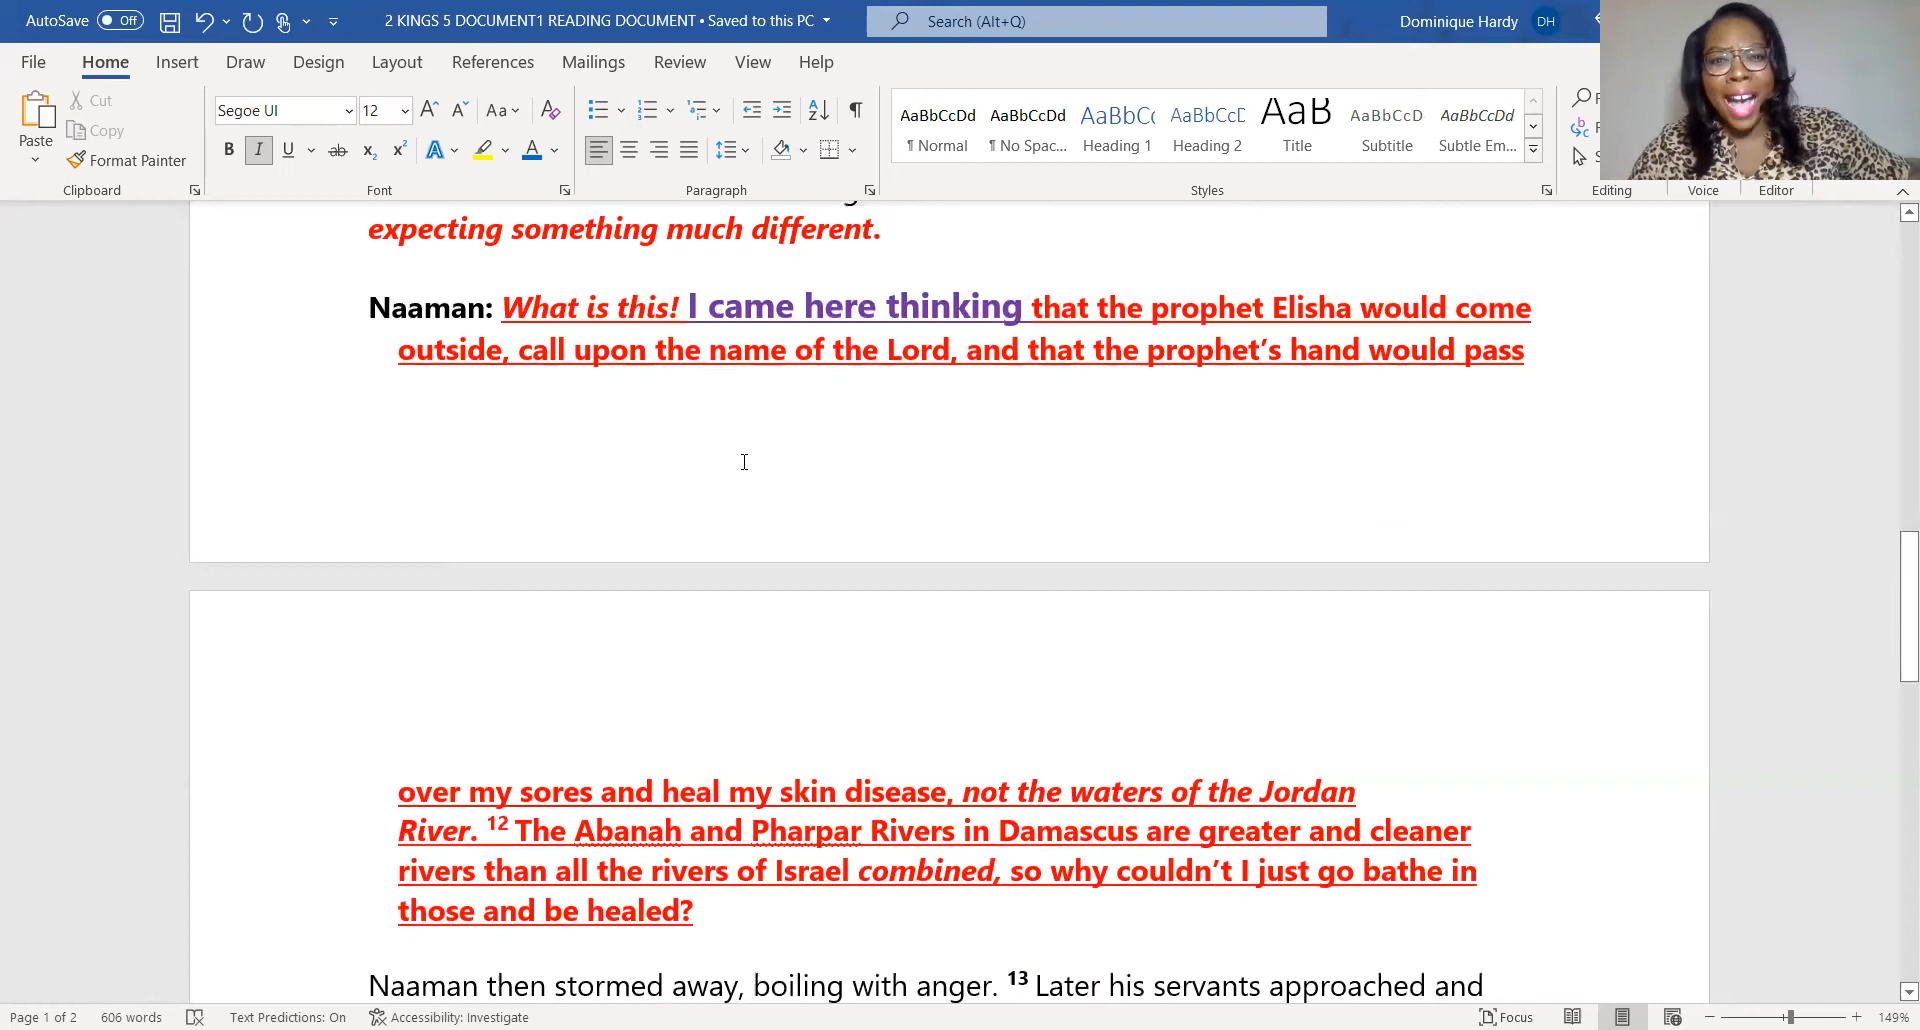 AutoSave Off 2 KINGS 5 DOCUMENT1 READING DOCUMENT • Saved to this PC Search (Alt+Q) Dominique Hardy DH
File Home Insert Draw Design Layout References Mailings Review View Help
Paste
Cut
Copy
Format Painter
Clipboard
Segoe UI 12
Font
Paragraph
AaBbCcDd AaBbCcDd AaBbCc AaBbCcD AaB AaBbCcD AaBbCcDd
¶ Normal ¶ No Spac... Heading 1 Heading 2 Title Subtitle Subtle Em...
Styles
Editing Voice Editor
expecting something much different.
Naaman: What is this! I came here thinking that the prophet Elisha would come
outside, call upon the name of the Lord, and that the prophet’s hand would pass
over my sores and heal my skin disease, not the waters of the Jordan
River. 12 The Abanah and Pharpar Rivers in Damascus are greater and cleaner
rivers than all the rivers of Israel combined, so why couldn’t I just go bathe in
those and be healed?
Naaman then stormed away, boiling with anger. 13 Later his servants approached and
Page 1 of 2 606 words Text Predictions: On Accessibility: Investigate Focus 149%